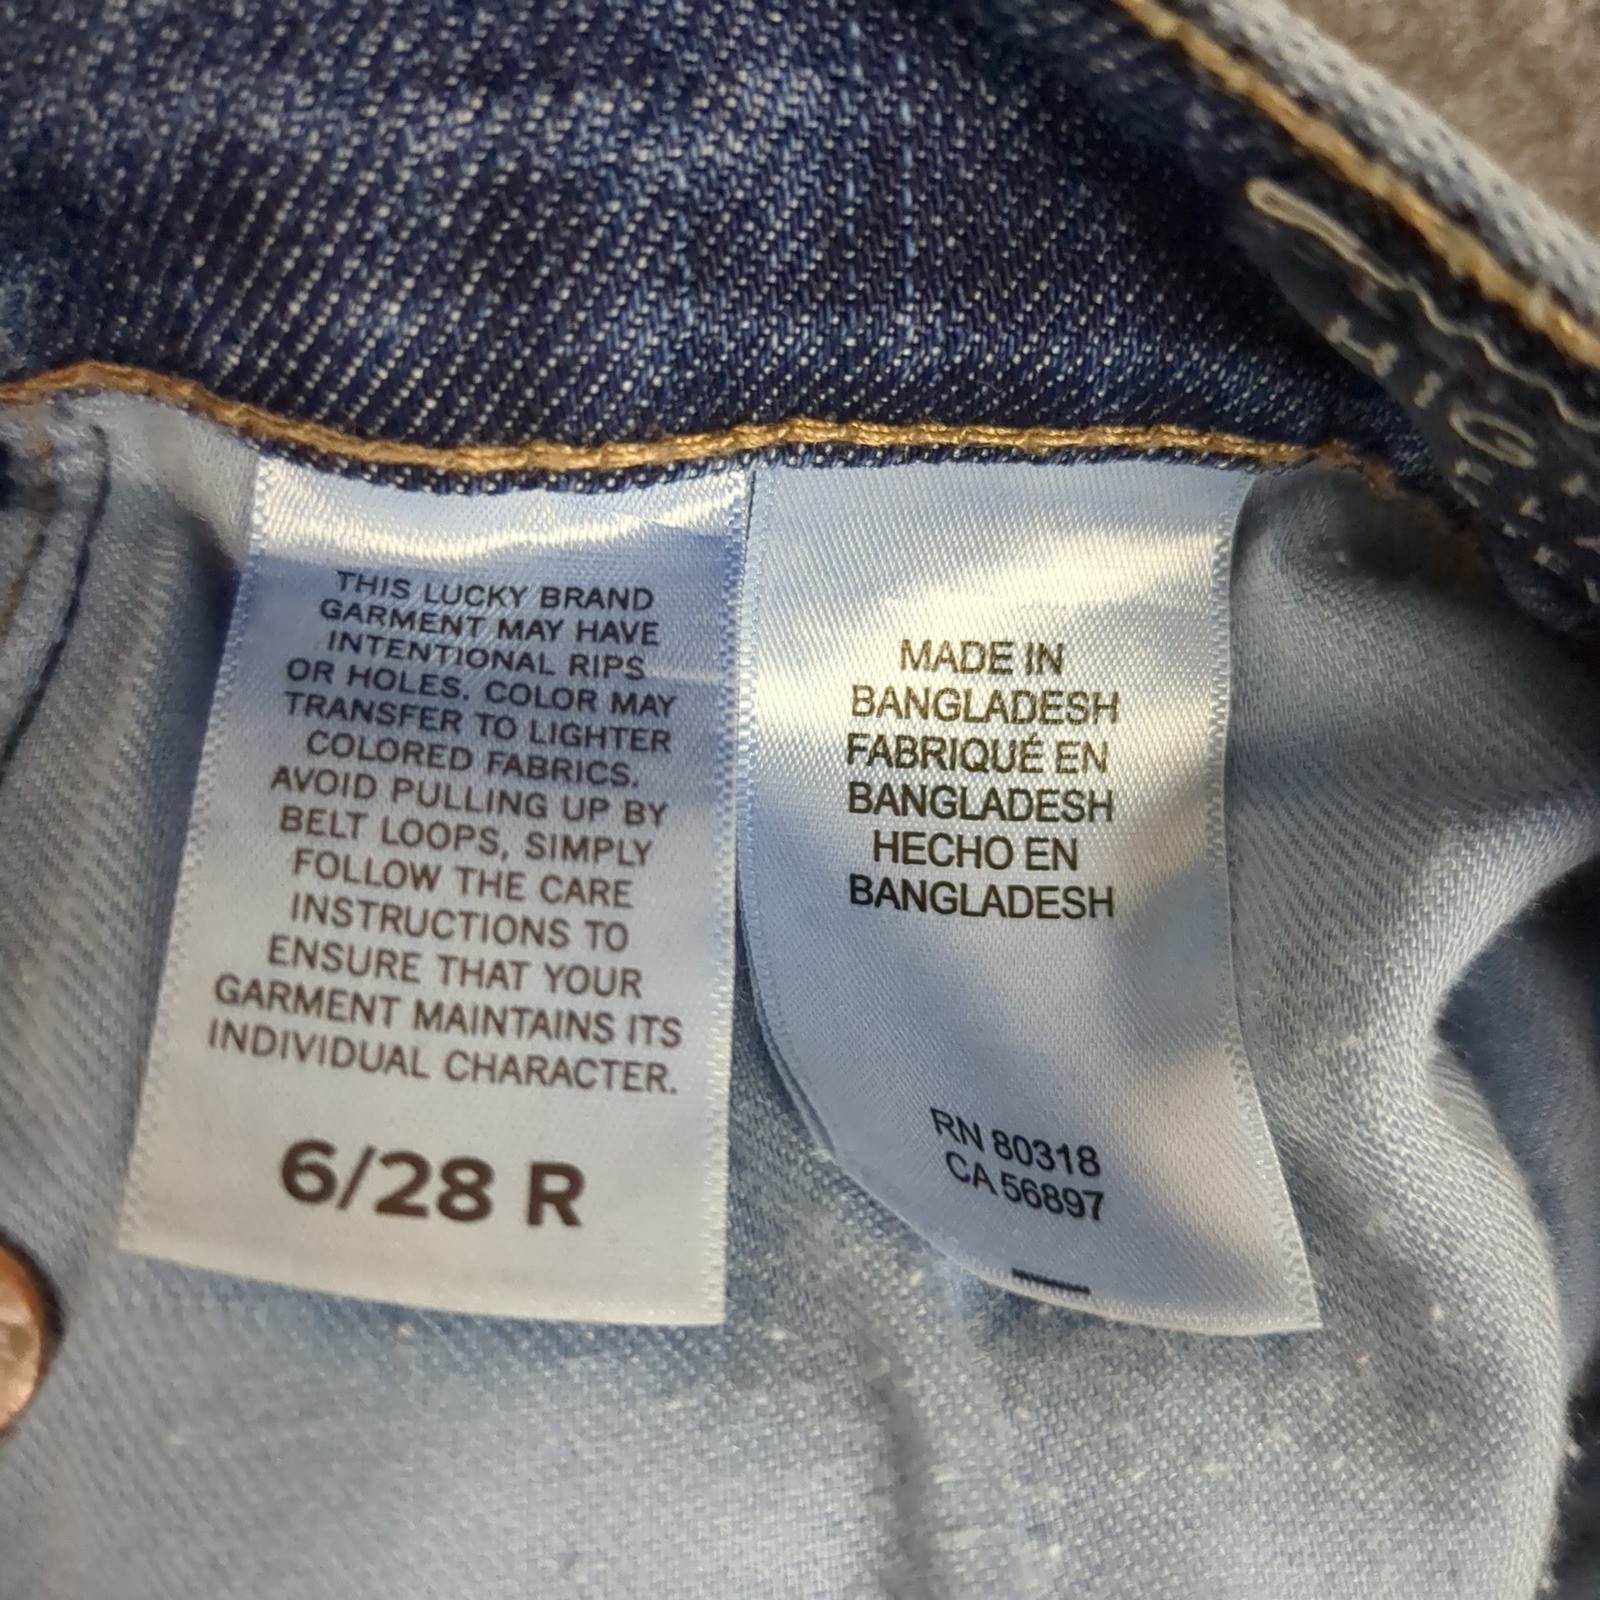 THIS LUCKY BRAND
GARMENT MAY HAVE
INTENTIONAL RIPS
OR HOLES. COLOR MAY
TRANSFER TO LIGHTER
COLORED FABRICS.
AVOID PULLING UP BY
BELT LOOPS, SIMPLY
FOLLOW THE CARE
INSTRUCTIONS TO
ENSURE THAT YOUR
GARMENT MAINTAINS ITS
INDIVIDUAL CHARACTER.
6/28 R
MADE IN
BANGLADESH
FABRIQUÉ EN
BANGLADESH
HECHO EN
BANGLADESH
RN 80318
CA 56897